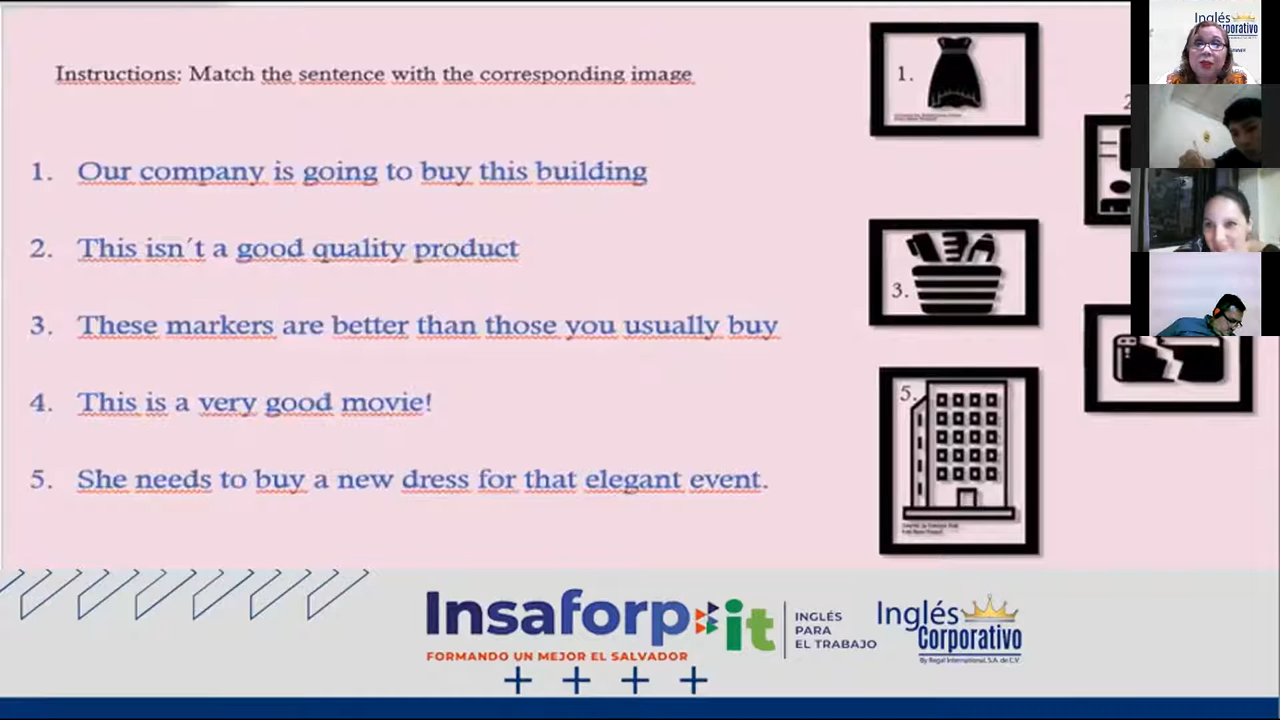 Instructions: Match the sentence with the corresponding image
1. Our company is going to buy this building
2. This isn´t a good quality product
3. These markers are better than those you usually buy
4. This is a very good movie!
5. She needs to buy a new dress for that elegant event.
1.
2
3.
5.
Insaforp it
FORMANDO UN MEJOR EL SALVADOR
INGLÉS
PARA
EL TRABAJO
Inglés
Corporativo
By Regal International, S.A. de C.V.
Inglés
Corporativo